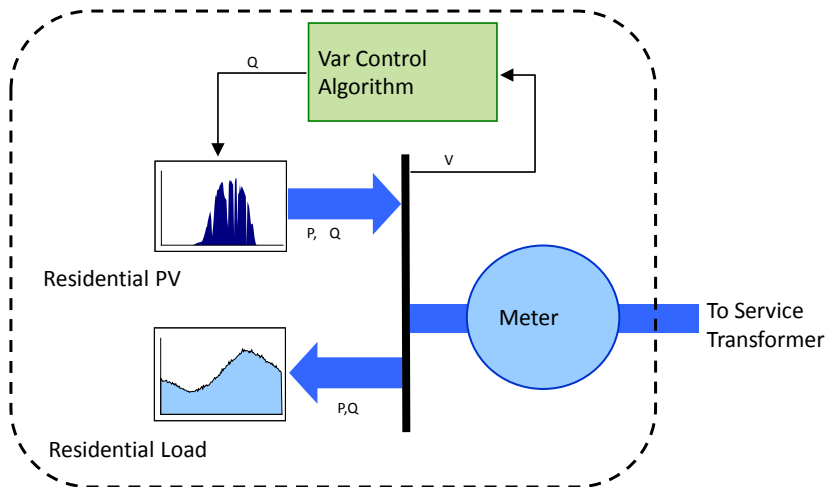 Var Control
Algorithm
Q
V
P, Q
Residential PV
Meter
To Service
Transformer
P,Q
Residential Load